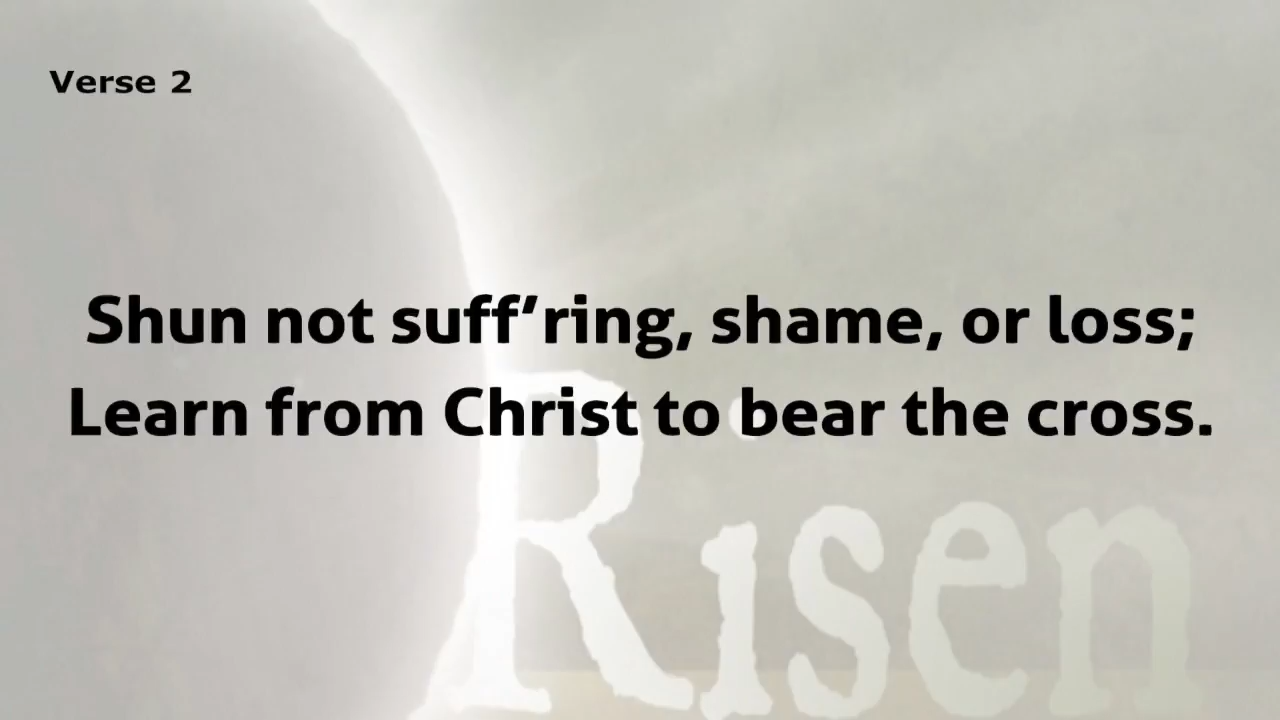 Verse 2
Shun not suff’ring, shame, or loss;
Learn from Christ to bear the cross.
Risen